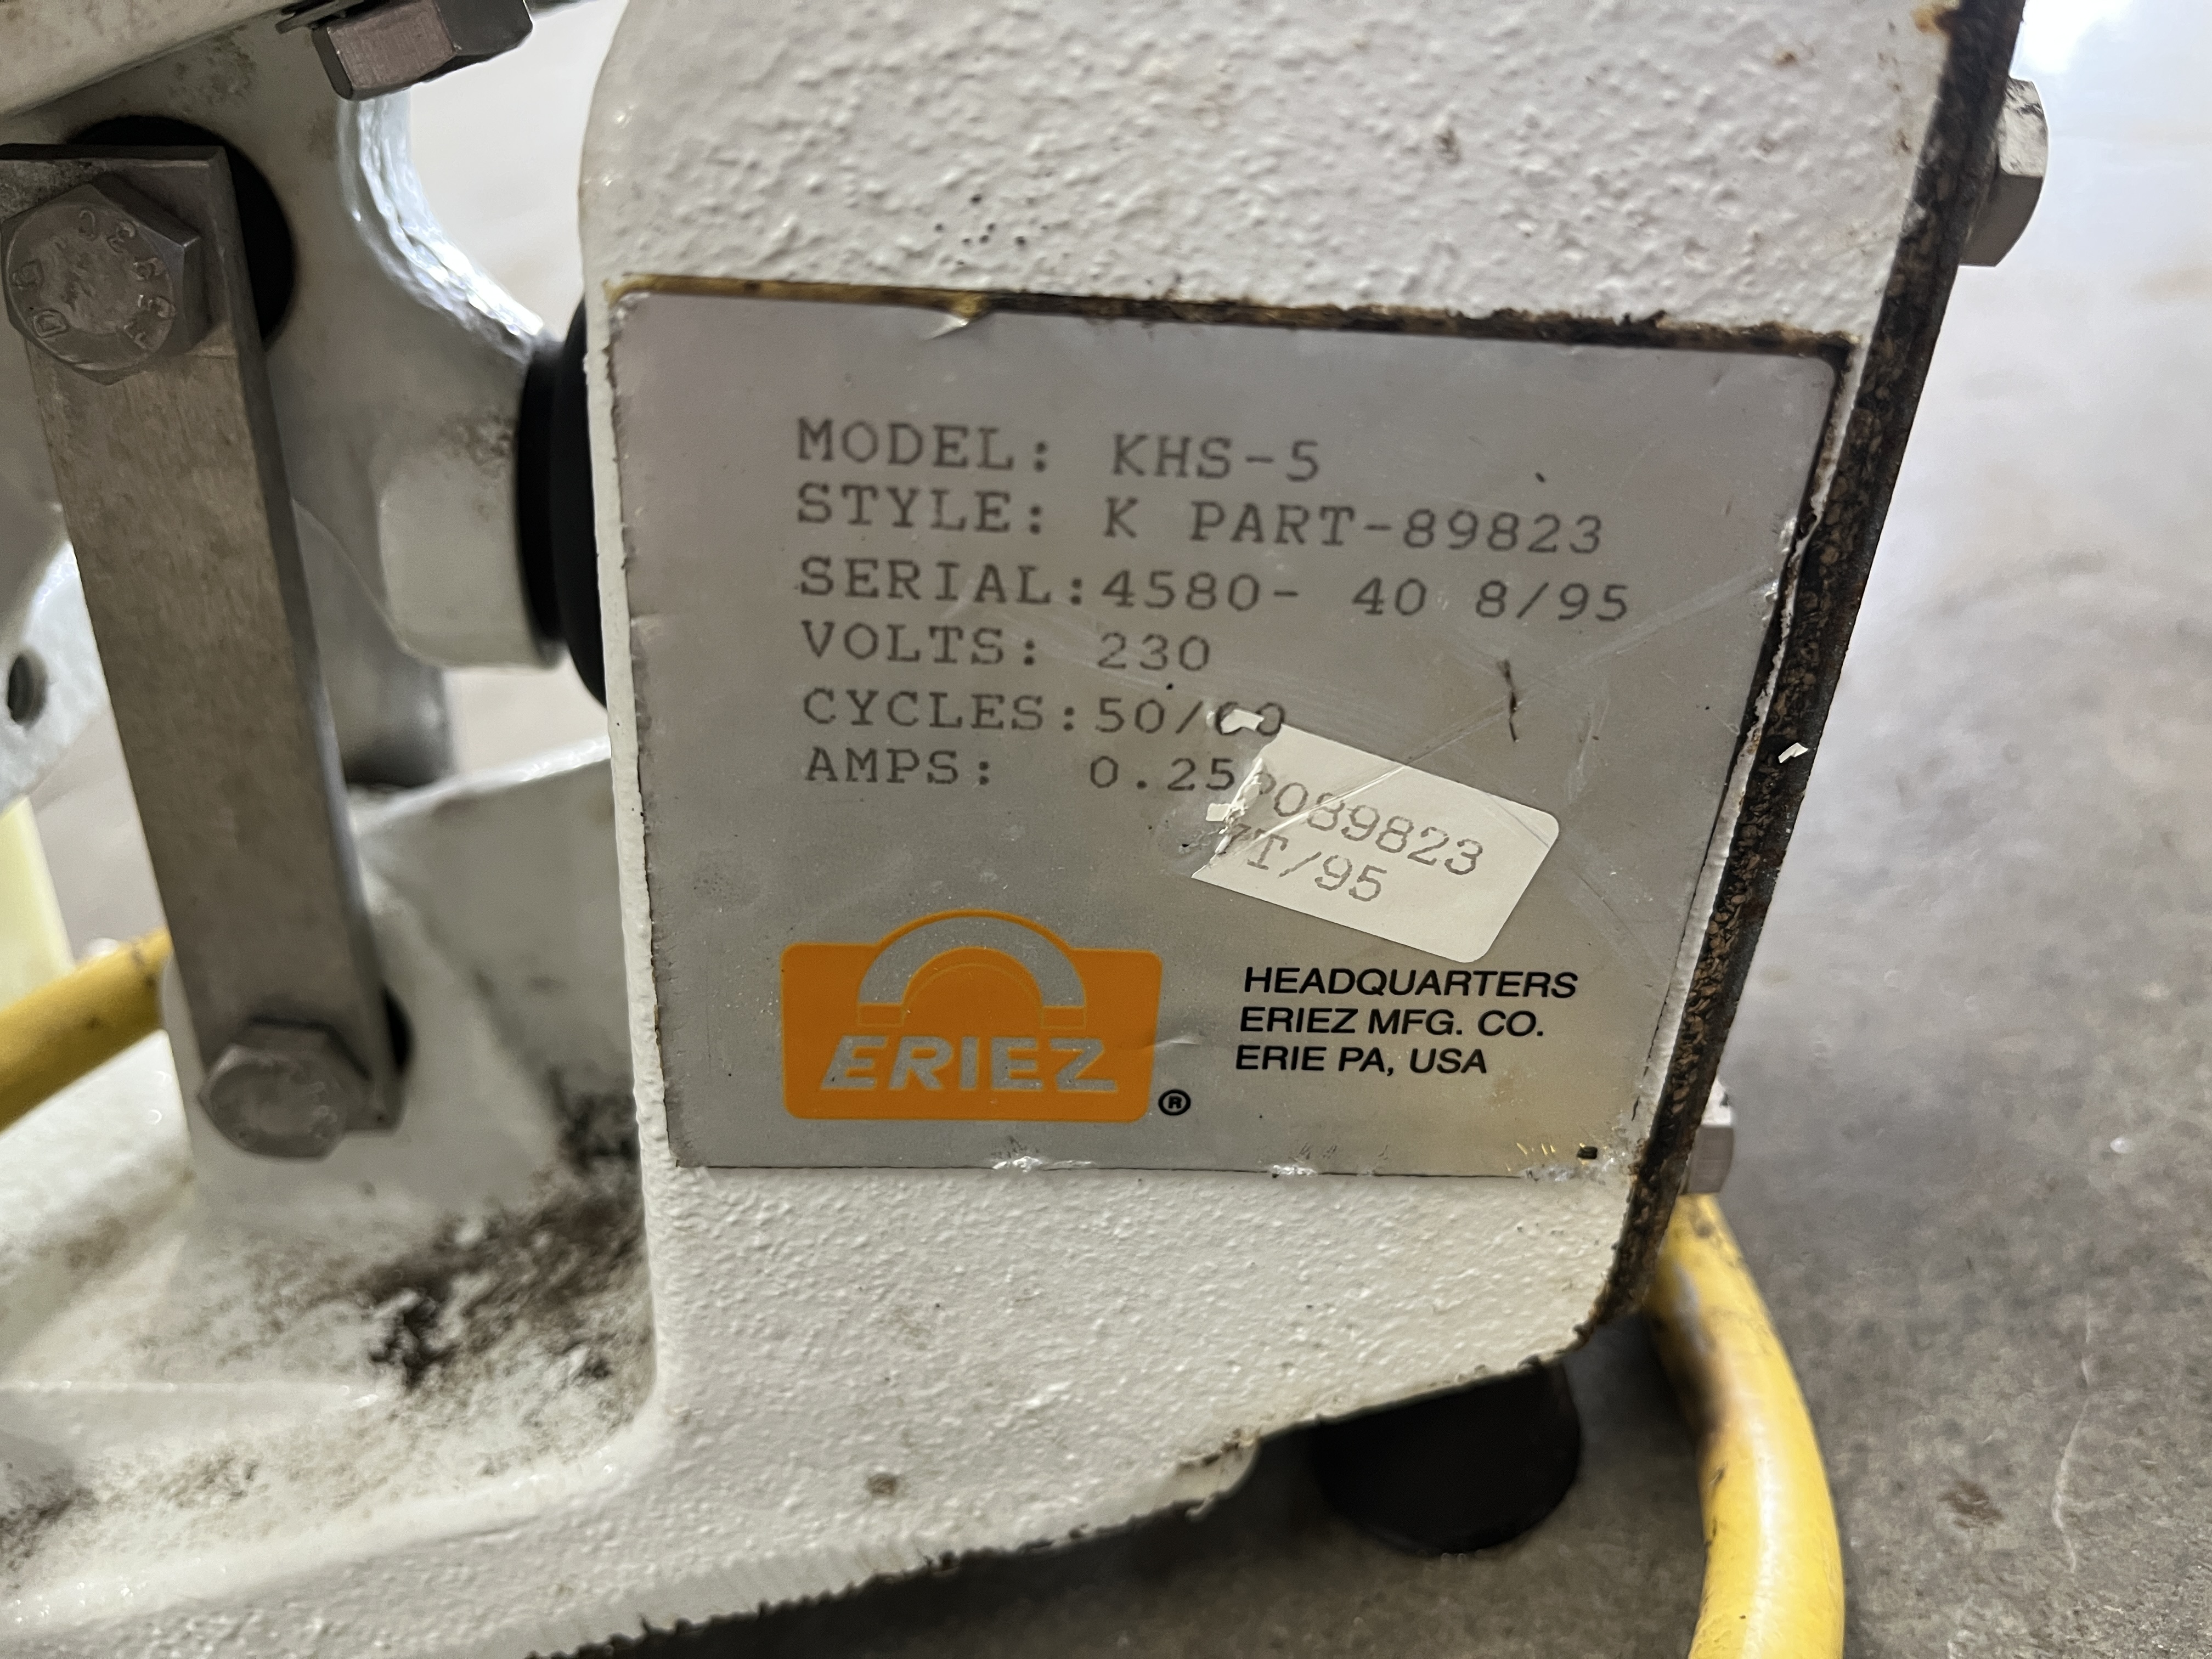 MODEL: KHS-5
STYLE: K PART-89823
SERIAL:4580- 40 8/95
VOLTS: 230
CYCLES:50/60
AMPS: 0.25
089823
7T/95
ERIEZ ®
HEADQUARTERS
ERIEZ MFG. CO.
ERIE PA, USA